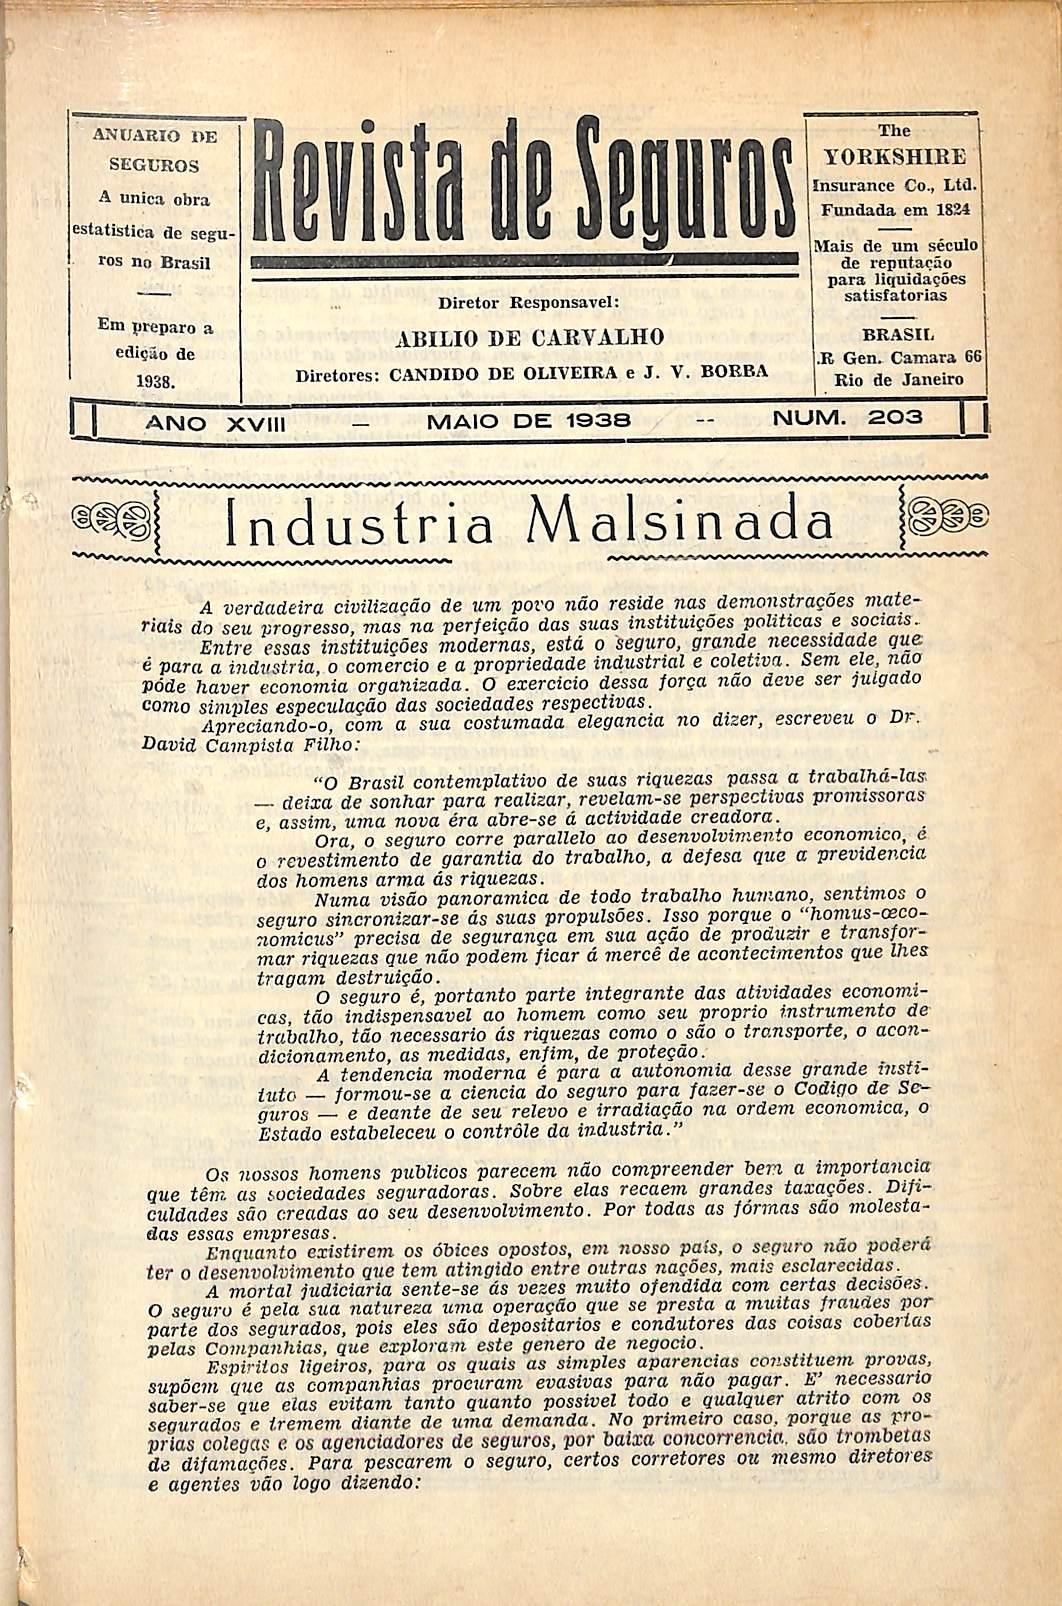 ANUARIO DE
SEGUROS
A unica obra
estatistica de segu-
ros no Brasil
Em preparo a
edição de
1938.
Revista de Seguros
Diretor Responsavel:
ABILIO DE CARVALHO
Diretores: CANDIDO DE OLIVEIRA e J. V. BORBA
The
YORKSHIRE
Insurance Co., Ltd.
Fundada em 1824
Mais de um século
de reputação
para liquidações
satisfatorias
BRASIL
.R Gen. Camara 66
Rio de Janeiro
ANO XVIII — MAIO DE 1938 -- NUM. 203
Industria Malsinada
A verdadeira civilização de um povo não reside nas demonstrações mate-
riais do seu progresso, mas na perfeição das suas instituições politicas e sociais.
Entre essas instituições modernas, está o seguro, grande necessidade que
é para a industria, o comercio e a propriedade industrial e coletiva. Sem ele, não
póde haver economia organizada. O exercicio dessa força não deve ser julgado
como simples especulação das sociedades respectivas.
Apreciando-o, com a sua costumada elegancia no dizer, escreveu o Dr.
David Campista Filho:
"O Brasil contemplativo de suas riquezas passa a trabalhá-las
— deixa de sonhar para realizar, revelam-se perspectivas promissoras
e, assim, uma nova éra abre-se á actividade creadora.
Ora, o seguro corre parallelo ao desenvolvimento economico, é
o revestimento de garantia do trabalho, a defesa que a previdencia
dos homens arma ás riquezas.
Numa visão panoramica de todo trabalho humano, sentimos o
seguro sincronizar-se ás suas propulsões. Isso porque o "homus-œco-
nomicus" precisa de segurança em sua ação de produzir e transfor-
mar riquezas que não podem ficar á mercê de acontecimentos que lhes
tragam destruição.
O seguro é, portanto parte integrante das atividades economi-
cas, tão indispensavel ao homem como seu proprio instrumento de
trabalho, tão necessario ás riquezas como o são o transporte, o acon-
dicionamento, as medidas, enfim, de proteção.
A tendencia moderna é para a autonomia desse grande insti-
tuto — formou-se a ciencia do seguro para fazer-se o Codigo de Se-
guros — e deante de seu relevo e irradiação na ordem economica, o
Estado estabeleceu o contrôle da industria."
Os nossos homens publicos parecem não compreender bem a importancia
que têm as sociedades seguradoras. Sobre elas recaem grandes taxações. Difi-
culdades são creadas ao seu desenvolvimento. Por todas as fórmas são molesta-
das essas empresas.
Enquanto existirem os óbices opostos, em nosso país, o seguro não poderá
ter o desenvolvimento que tem atingido entre outras nações, mais esclarecidas.
A mortal judiciaria sente-se ás vezes muito ofendida com certas decisões.
O seguro é pela sua natureza uma operação que se presta a muitas fraudes por
parte dos segurados, pois eles são depositarios e condutores das coisas cobertas
pelas Companhias, que exploram este genero de negocio.
Espiritos ligeiros, para os quais as simples aparencias constituem provas,
supõem que as companhias procuram evasivas para não pagar. E' necessario
saber-se que elas evitam tanto quanto possivel todo e qualquer atrito com os
segurados e tremem diante de uma demanda. No primeiro caso, porque as pro-
prias colegas e os agenciadores de seguros, por baixa concorrencia, são trombetas
de difamações. Para pescarem o seguro, certos corretores ou mesmo diretores
e agentes vão logo dizendo: